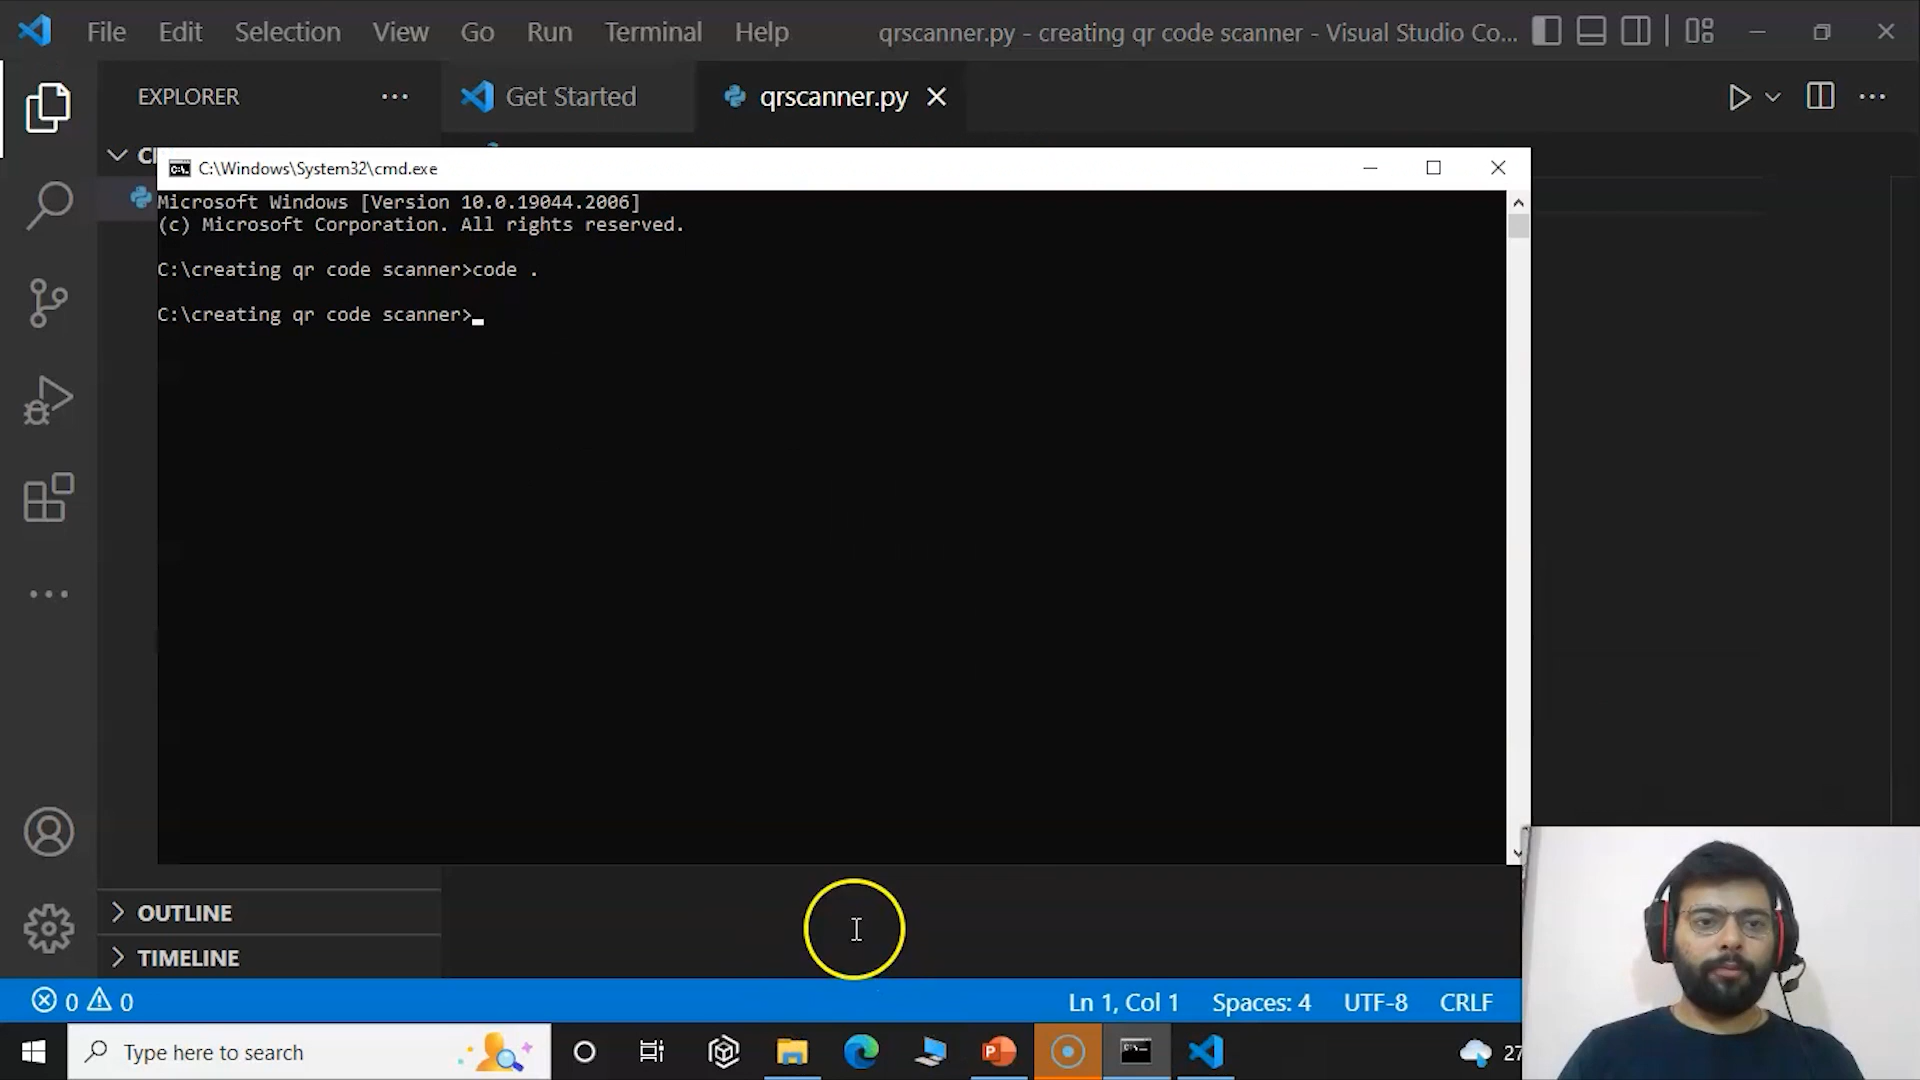 File Edit Selection View Go Run Terminal Help
qrscanner.py - creating qr code scanner - Visual Studio Co...
EXPLORER
Get Started
qrscanner.py
C:\Windows\System32\cmd.exe
Microsoft Windows [Version 10.0.19044.2006]
(c) Microsoft Corporation. All rights reserved.
C:\creating qr code scanner>code .
C:\creating qr code scanner>
OUTLINE
TIMELINE
0 0
Ln 1, Col 1 Spaces: 4 UTF-8 CRLF
Type here to search
27